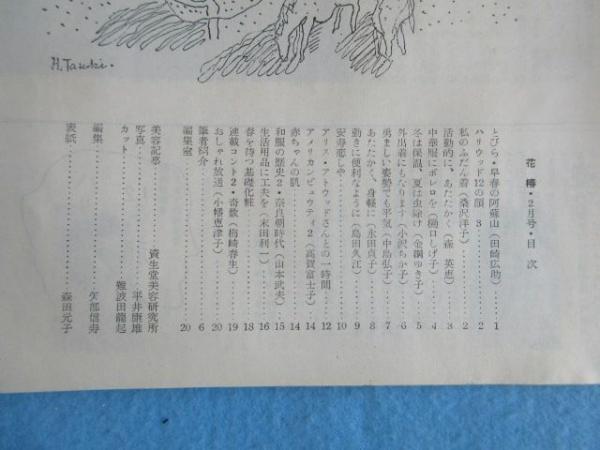 H. Tasaki.
花椿・2月号・目次
とびら・早春の阿蘇山(田崎広助)……1
ハリウッド12の顔 3……2
私のふだん着(桑沢洋子)……2
活動的に、あたたかく(森 英恵)……3
中華服にボレロを(樋口しげ子)……4
冬は保温、夏は虫除け(金淵ゆき子)……5
外出着にもなります(小沢ちか子)……6
勇ましい姿勢でも平気(中島弘子)……7
あたたかく、身軽に(永田貞子)……8
動きに便利なように(島田久江)……9
安寿恋しや……10
アリス・アトウッドさんとの一時間……12
アメリカンビュウティ2(高賀富士子)……14
赤ちゃんの肌……14
和服の歴史2・奈良朝時代(山本武夫)……15
生活用品に工夫を(末田利一)……16
春を待つ基礎化粧……18
連載コント2・奇数(梅崎春生)……19
おしゃれ放送(小幡恵津子)……20
筆者紹介……6
編集室……20
美容記事……資生堂美容研究所
写真……平井康雄
カット……難波田龍起
編集……矢部信寿
表紙……森田元子